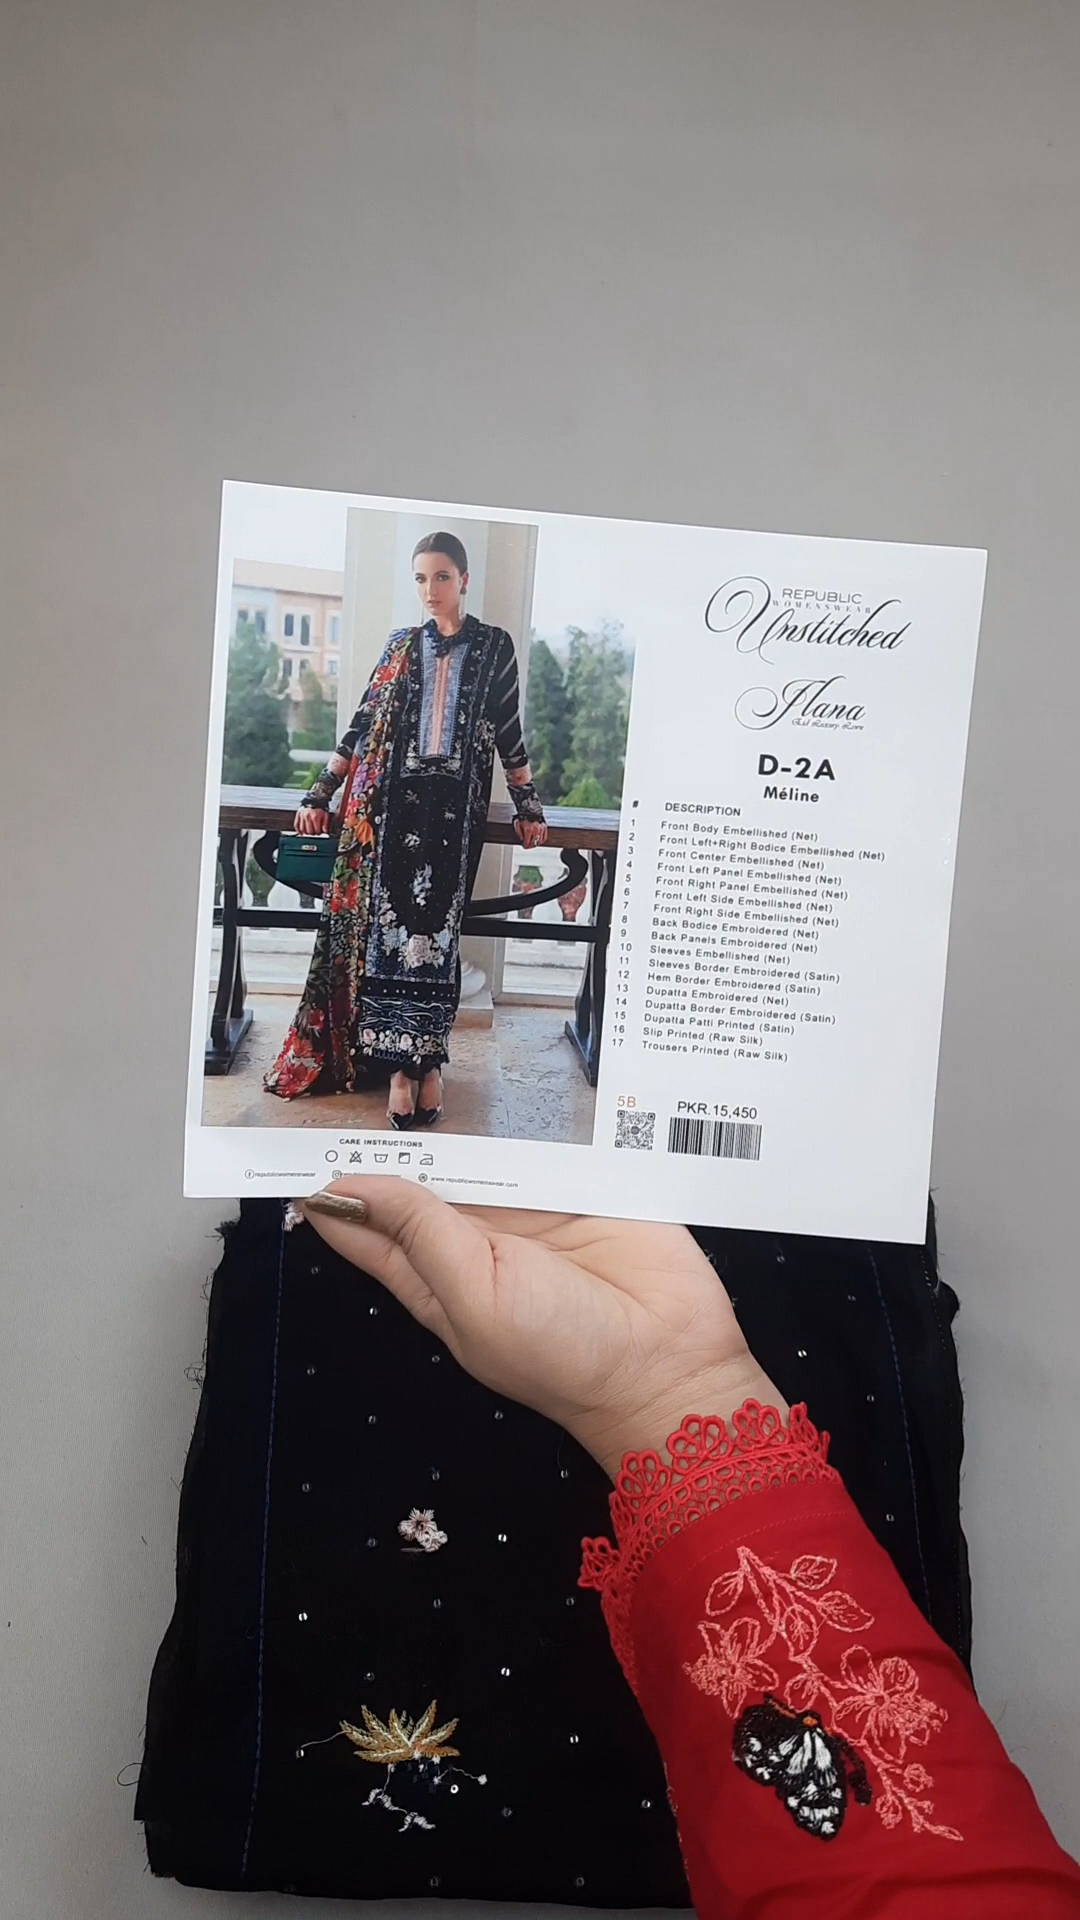 REPUBLIC
WOMENSWEAR
Unstitched
Ilana
Eid Luxury Lawn
D-2A
Méline
# DESCRIPTION
1 Front Body Embellished (Net)
2 Front Left+Right Bodice Embellished (Net)
3 Front Center Embellished (Net)
4 Front Left Panel Embellished (Net)
5 Front Right Panel Embellished (Net)
6 Front Left Side Embellished (Net)
7 Front Right Side Embellished (Net)
8 Back Bodice Embroidered (Net)
9 Back Panels Embroidered (Net)
10 Sleeves Embellished (Net)
11 Sleeves Border Embroidered (Satin)
12 Hem Border Embroidered (Satin)
13 Dupatta Embroidered (Net)
14 Dupatta Border Embroidered (Satin)
15 Dupatta Patti Printed (Satin)
16 Slip Printed (Raw Silk)
17 Trousers Printed (Raw Silk)
5B
PKR.15,450
CARE INSTRUCTIONS
republicwomenswear
www.republicwomenswear.com